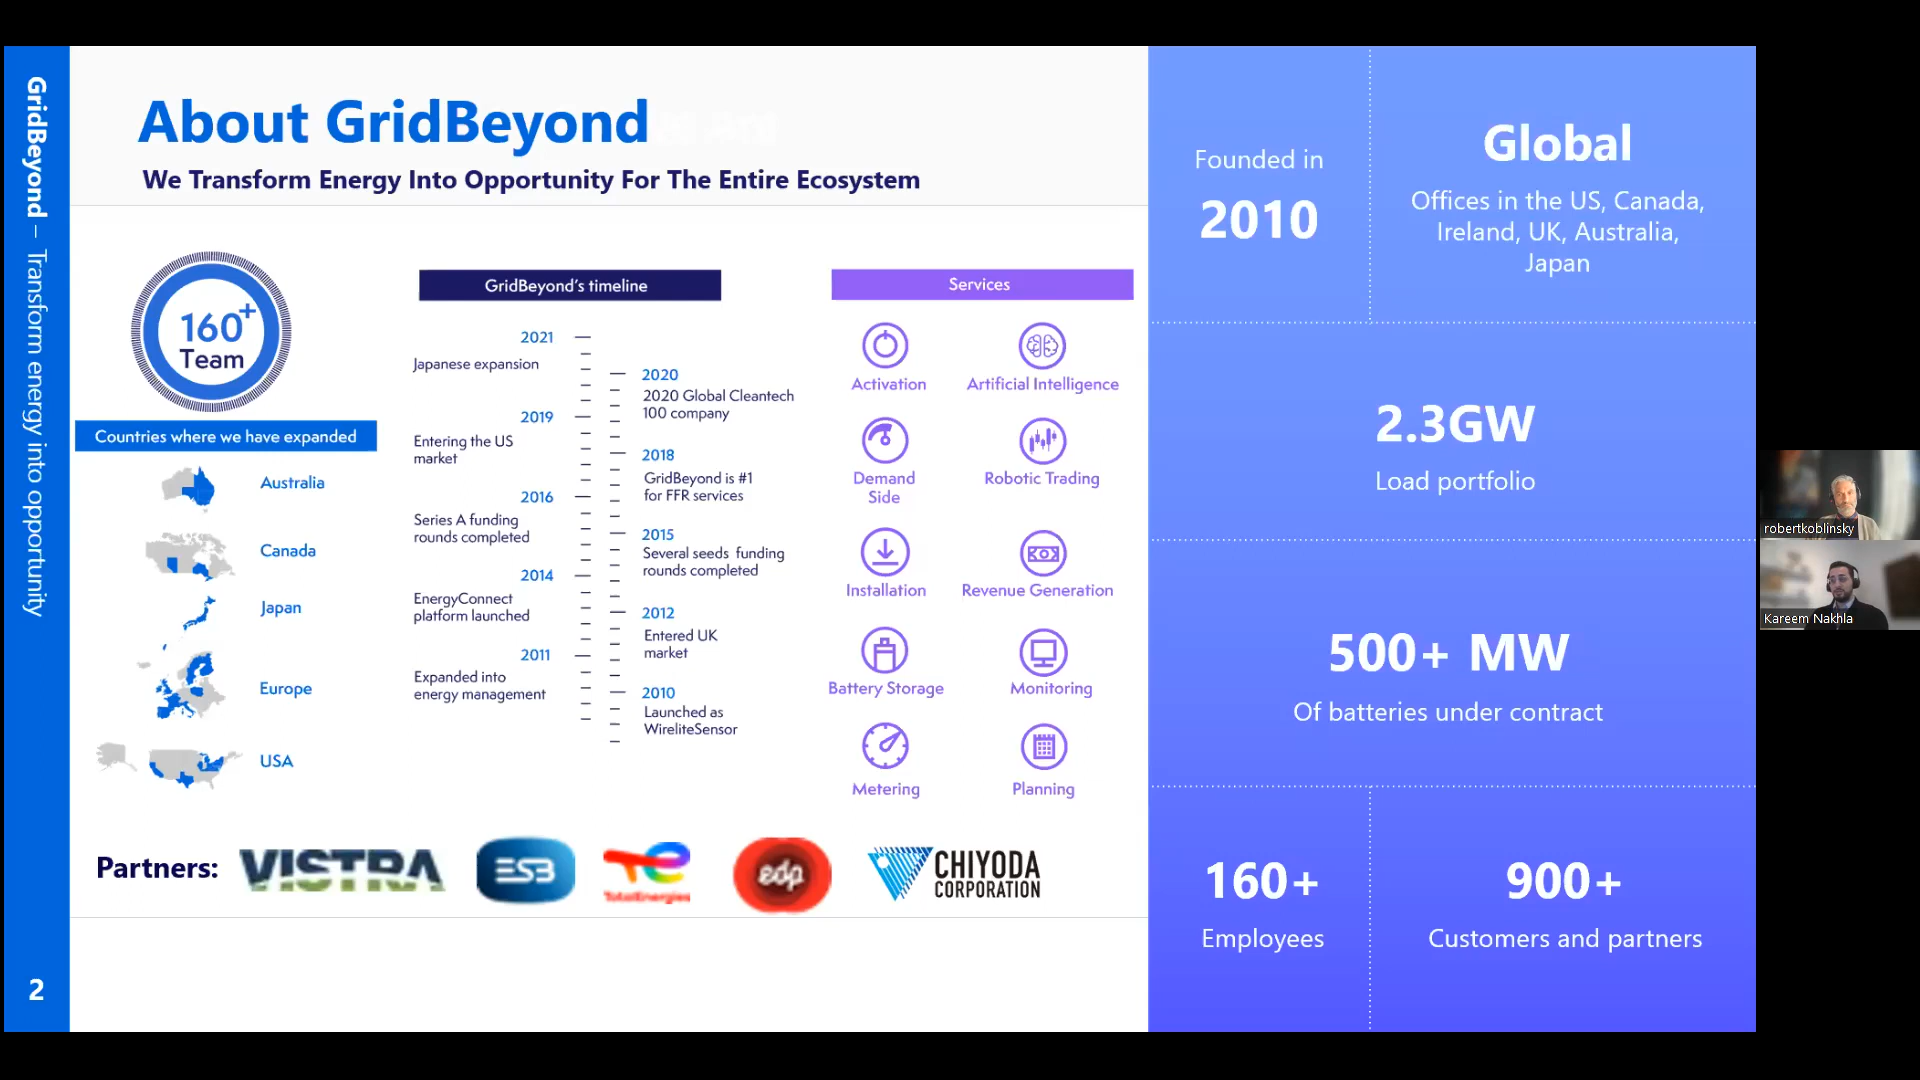 GridBeyond – Transform energy into opportunity
2
About GridBeyond
We Transform Energy Into Opportunity For The Entire Ecosystem
160+
Team
Countries where we have expanded
Australia
Canada
Japan
Europe
USA
GridBeyond's timeline
2021
Japanese expansion
2020
2020 Global Cleantech
100 company
2019
Entering the US
market
2018
GridBeyond is #1
for FFR services
2016
Series A funding
rounds completed
2015
Several seeds funding
rounds completed
2014
EnergyConnect
platform launched
2012
Entered UK
market
2011
Expanded into
energy management
2010
Launched as
WireliteSensor
Services
Activation
Artificial Intelligence
Demand
Side
Robotic Trading
Installation
Revenue Generation
Battery Storage
Monitoring
Metering
Planning
Partners:
VISTRA
ESB
TotalEnergies
edp
CHIYODA
CORPORATION
Founded in
2010
Global
Offices in the US, Canada,
Ireland, UK, Australia,
Japan
2.3GW
Load portfolio
500+ MW
Of batteries under contract
160+
Employees
900+
Customers and partners
robertkoblinsky
Kareem Nakhla